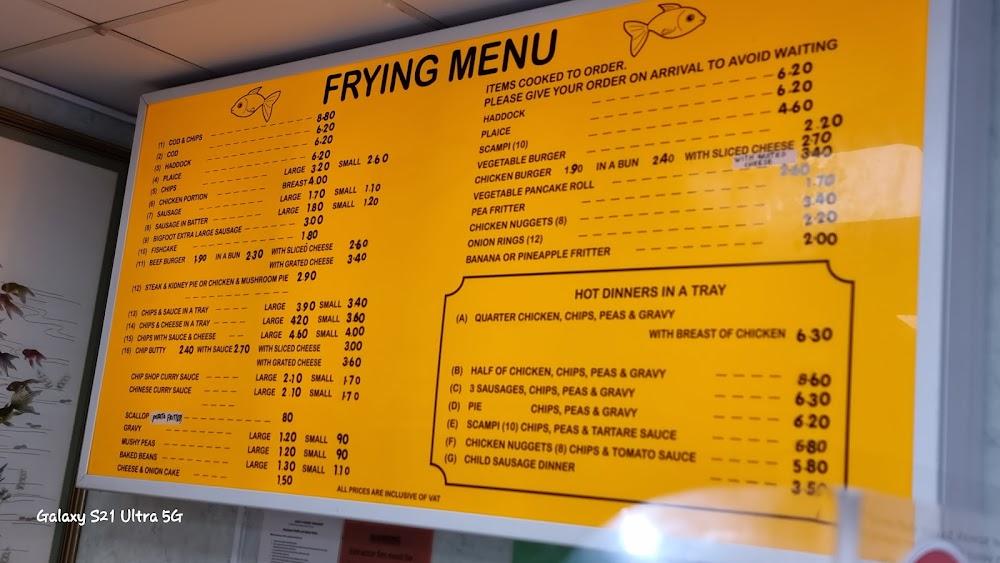 FRYING MENU
(1) COD & CHIPS 8·80
(2) COD 6·20
(3) HADDOCK 6·20
(4) PLAICE 6·20
(5) CHIPS LARGE 3·20 SMALL 2·60
(6) CHICKEN PORTION BREAST 4.00
(7) SAUSAGE LARGE 1·70 SMALL 1·10
(8) SAUSAGE IN BATTER LARGE 1·80 SMALL 1·20
(9) BIGFOOT EXTRA LARGE SAUSAGE 3·00
(10) FISHCAKE 1·80
(11) BEEF BURGER 1·90 IN A BUN 2·30 WITH SLICED CHEESE 2·60
WITH GRATED CHEESE 3·40
(12) STEAK & KIDNEY PIE OR CHICKEN & MUSHROOM PIE 2.90
(13) CHIPS & SAUCE IN A TRAY LARGE 3.90 SMALL 3·40
(14) CHIPS & CHEESE IN A TRAY LARGE 4·20 SMALL 3·60
(15) CHIPS WITH SAUCE & CHEESE LARGE 4·60 SMALL 4·00
(16) CHIP BUTTY 2·40 WITH SAUCE 2·70 WITH SLICED CHEESE 3·00
WITH GRATED CHEESE 3·60
CHIP SHOP CURRY SAUCE LARGE 2·10 SMALL 1·70
CHINESE CURRY SAUCE LARGE 2·10 SMALL 1·70
SCALLOP POTATO FRITTER 80
GRAVY LARGE 1·20 SMALL 90
MUSHY PEAS LARGE 1·20 SMALL 90
BAKED BEANS LARGE 1·30 SMALL 1·10
CHEESE & ONION CAKE 1·50
ALL PRICES ARE INCLUSIVE OF VAT
ITEMS COOKED TO ORDER.
PLEASE GIVE YOUR ORDER ON ARRIVAL TO AVOID WAITING
HADDOCK 6·20
PLAICE 6·20
SCAMPI (10) 4·60
VEGETABLE BURGER 2.20
CHICKEN BURGER 1·90 IN A BUN 2·40 WITH SLICED CHEESE 2·70
WITH GRATED CHEESE 3·40
VEGETABLE PANCAKE ROLL 2·60
PEA FRITTER 1·70
CHICKEN NUGGETS (8) 3·40
ONION RINGS (12) 2·20
BANANA OR PINEAPPLE FRITTER 2·00
HOT DINNERS IN A TRAY
(A) QUARTER CHICKEN, CHIPS, PEAS & GRAVY
WITH BREAST OF CHICKEN 6·30
(B) HALF OF CHICKEN, CHIPS, PEAS & GRAVY 8·60
(C) 3 SAUSAGES, CHIPS, PEAS & GRAVY 6·30
(D) PIE CHIPS, PEAS & GRAVY 6·20
(E) SCAMPI (10) CHIPS, PEAS & TARTARE SAUCE 6·80
(F) CHICKEN NUGGETS (8) CHIPS & TOMATO SAUCE 5·80
(G) CHILD SAUSAGE DINNER 3·50
Galaxy S21 Ultra 5G